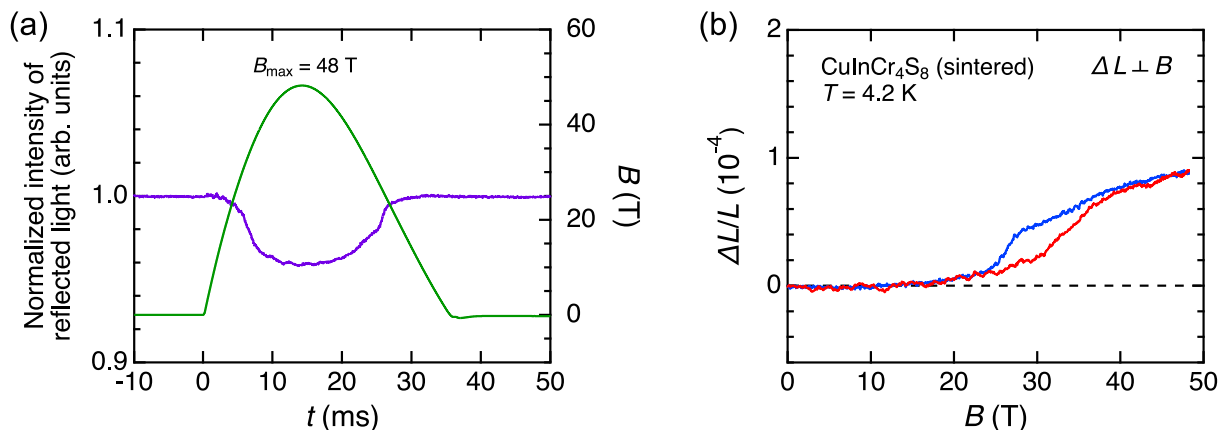 (a)
1.1
1.0
0.9
Normalized intensity of
reflected light (arb. units)
B_max = 48 T
60
40
20
0
B (T)
-10 0 10 20 30 40 50
t (ms)
(b)
2
1
0
ΔL/L (10^-4)
CuInCr4S8 (sintered) ΔL ⊥ B
T = 4.2 K
0 10 20 30 40 50
B (T)